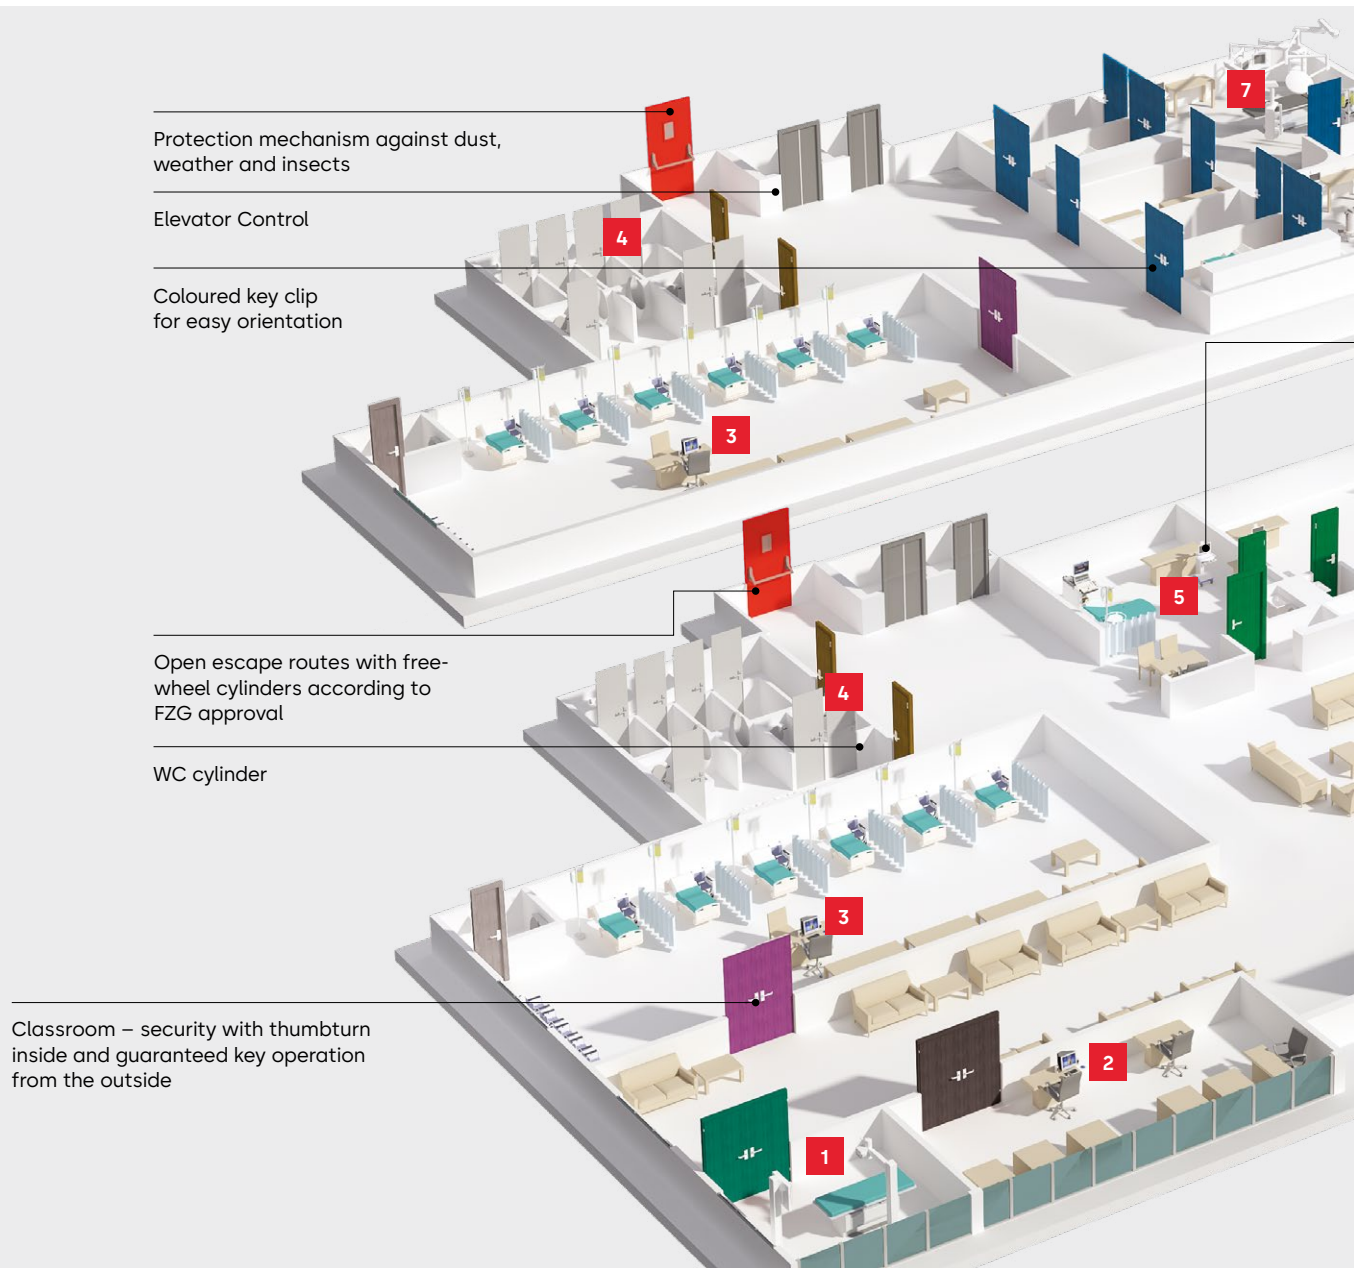 7
Protection mechanism against dust,
weather and insects
Elevator Control
4
Coloured key clip
for easy orientation
3
5
Open escape routes with free-
wheel cylinders according to
FZG approval
4
WC cylinder
3
Classroom – security with thumbturn
inside and guaranteed key operation
from the outside
2
1